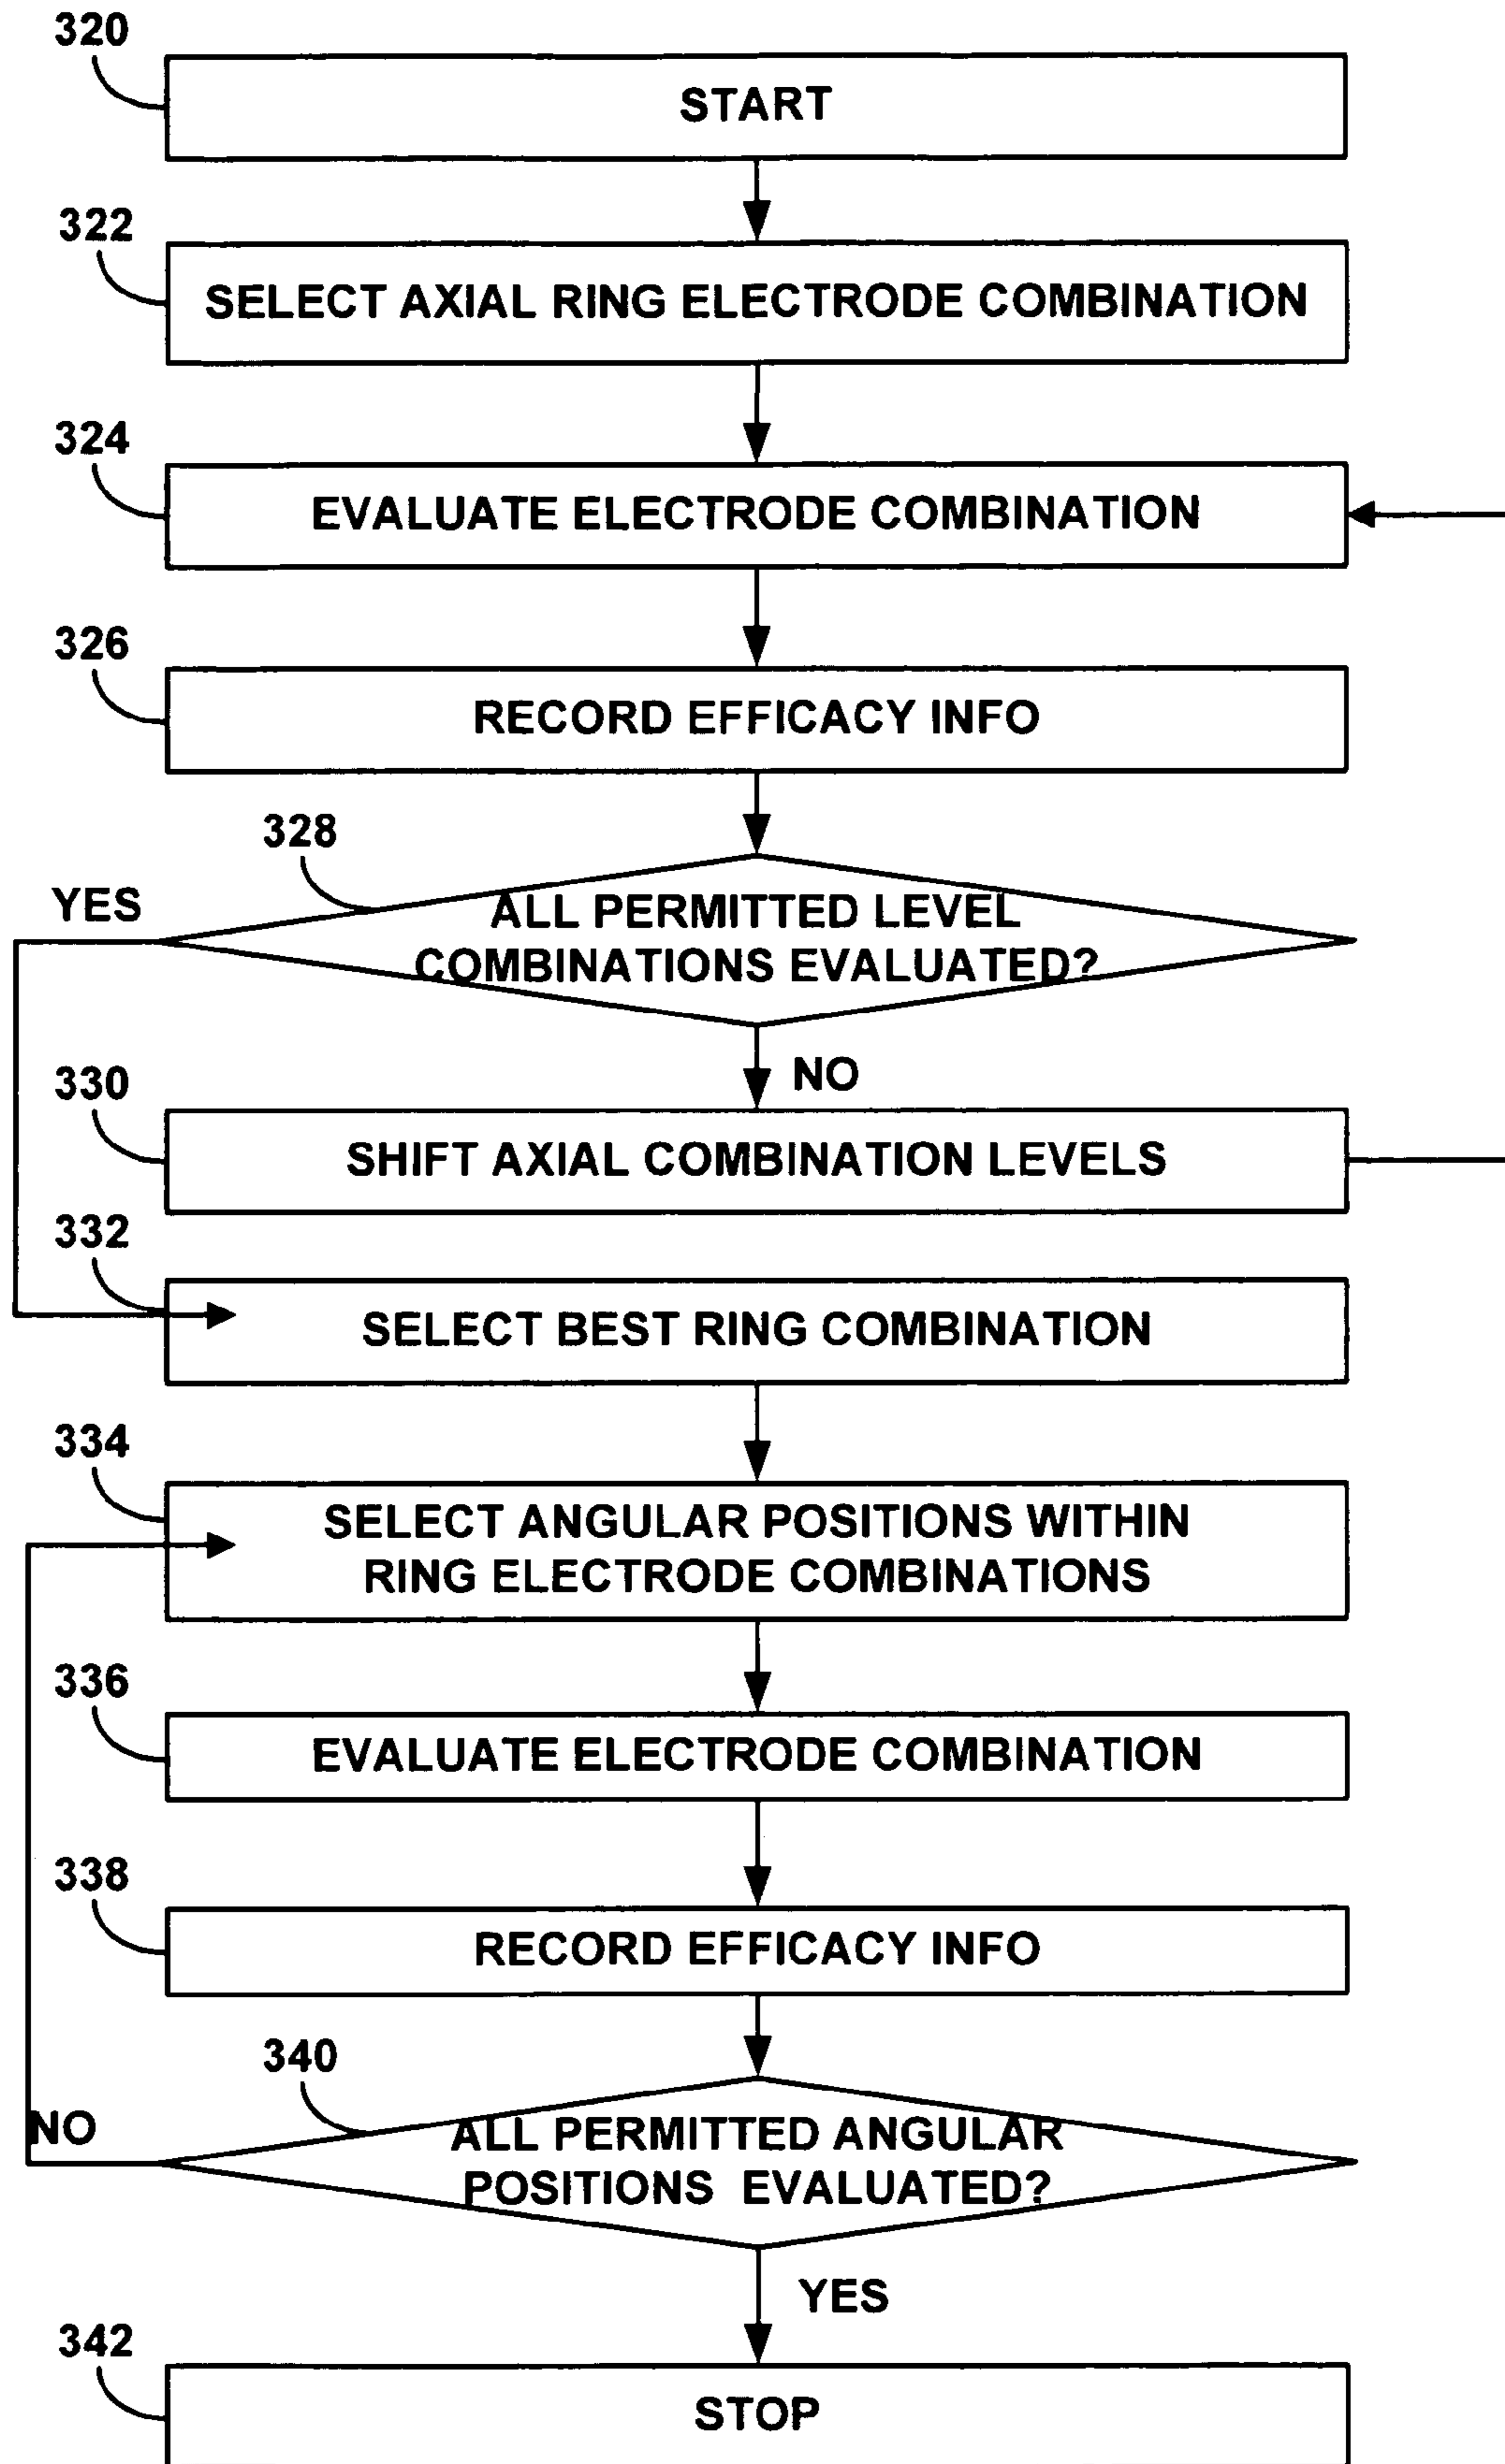 320
START
322
SELECT AXIAL RING ELECTRODE COMBINATION
324
EVALUATE ELECTRODE COMBINATION
326
RECORD EFFICACY INFO
328
YES
ALL PERMITTED LEVEL
COMBINATIONS EVALUATED?
NO
330
SHIFT AXIAL COMBINATION LEVELS
332
SELECT BEST RING COMBINATION
334
SELECT ANGULAR POSITIONS WITHIN
RING ELECTRODE COMBINATIONS
336
EVALUATE ELECTRODE COMBINATION
338
RECORD EFFICACY INFO
340
NO
ALL PERMITTED ANGULAR
POSITIONS EVALUATED?
YES
342
STOP